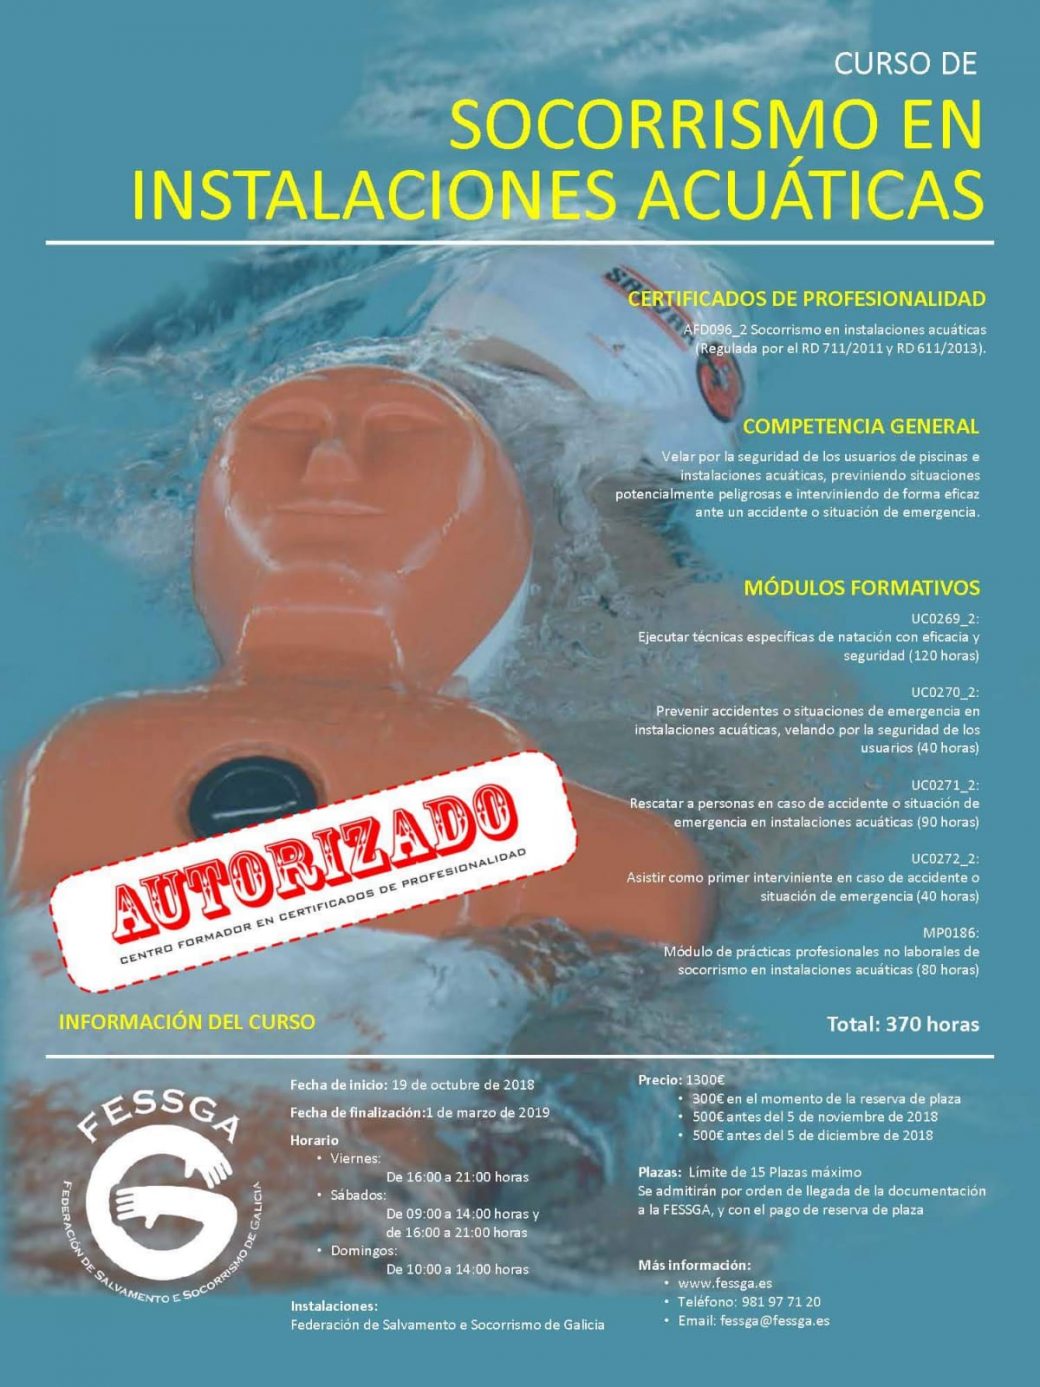 CURSO DE
SOCORRISMO EN
INSTALACIONES ACUÁTICAS
CERTIFICADOS DE PROFESIONALIDAD
AFD096_2 Socorrismo en instalaciones acuáticas
(Regulada por el RD 711/2011 y RD 611/2013).
COMPETENCIA GENERAL
Velar por la seguridad de los usuarios de piscinas e
instalaciones acuáticas, previniendo situaciones
potencialmente peligrosas e interviniendo de forma eficaz
ante un accidente o situación de emergencia.
MÓDULOS FORMATIVOS
UC0269_2:
Ejecutar técnicas específicas de natación con eficacia y
seguridad (120 horas)
UC0270_2:
Prevenir accidentes o situaciones de emergencia en
instalaciones acuáticas, velando por la seguridad de los
usuarios (40 horas)
UC0271_2:
Rescatar a personas en caso de accidente o situación de
emergencia en instalaciones acuáticas (90 horas)
UC0272_2:
Asistir como primer interviniente en caso de accidente o
situación de emergencia (40 horas)
MP0186:
Módulo de prácticas profesionales no laborales de
socorrismo en instalaciones acuáticas (80 horas)
AUTORIZADO
CENTRO FORMADOR EN CERTIFICADOS DE PROFESIONALIDAD
INFORMACIÓN DEL CURSO
Total: 370 horas
FESSGA
FEDERACIÓN DE SALVAMENTO E SOCORRISMO DE GALICIA
Fecha de inicio: 19 de octubre de 2018
Fecha de finalización:1 de marzo de 2019
Horario
• Viernes:
De 16:00 a 21:00 horas
• Sábados:
De 09:00 a 14:00 horas y
de 16:00 a 21:00 horas
• Domingos:
De 10:00 a 14:00 horas
Instalaciones:
Federación de Salvamento e Socorrismo de Galicia
Precio: 1300€
• 300€ en el momento de la reserva de plaza
• 500€ antes del 5 de noviembre de 2018
• 500€ antes del 5 de diciembre de 2018
Plazas: Límite de 15 Plazas máximo
Se admitirán por orden de llegada de la documentación
a la FESSGA, y con el pago de reserva de plaza
Más información:
• www.fessga.es
• Teléfono: 981 97 71 20
• Email: fessga@fessga.es